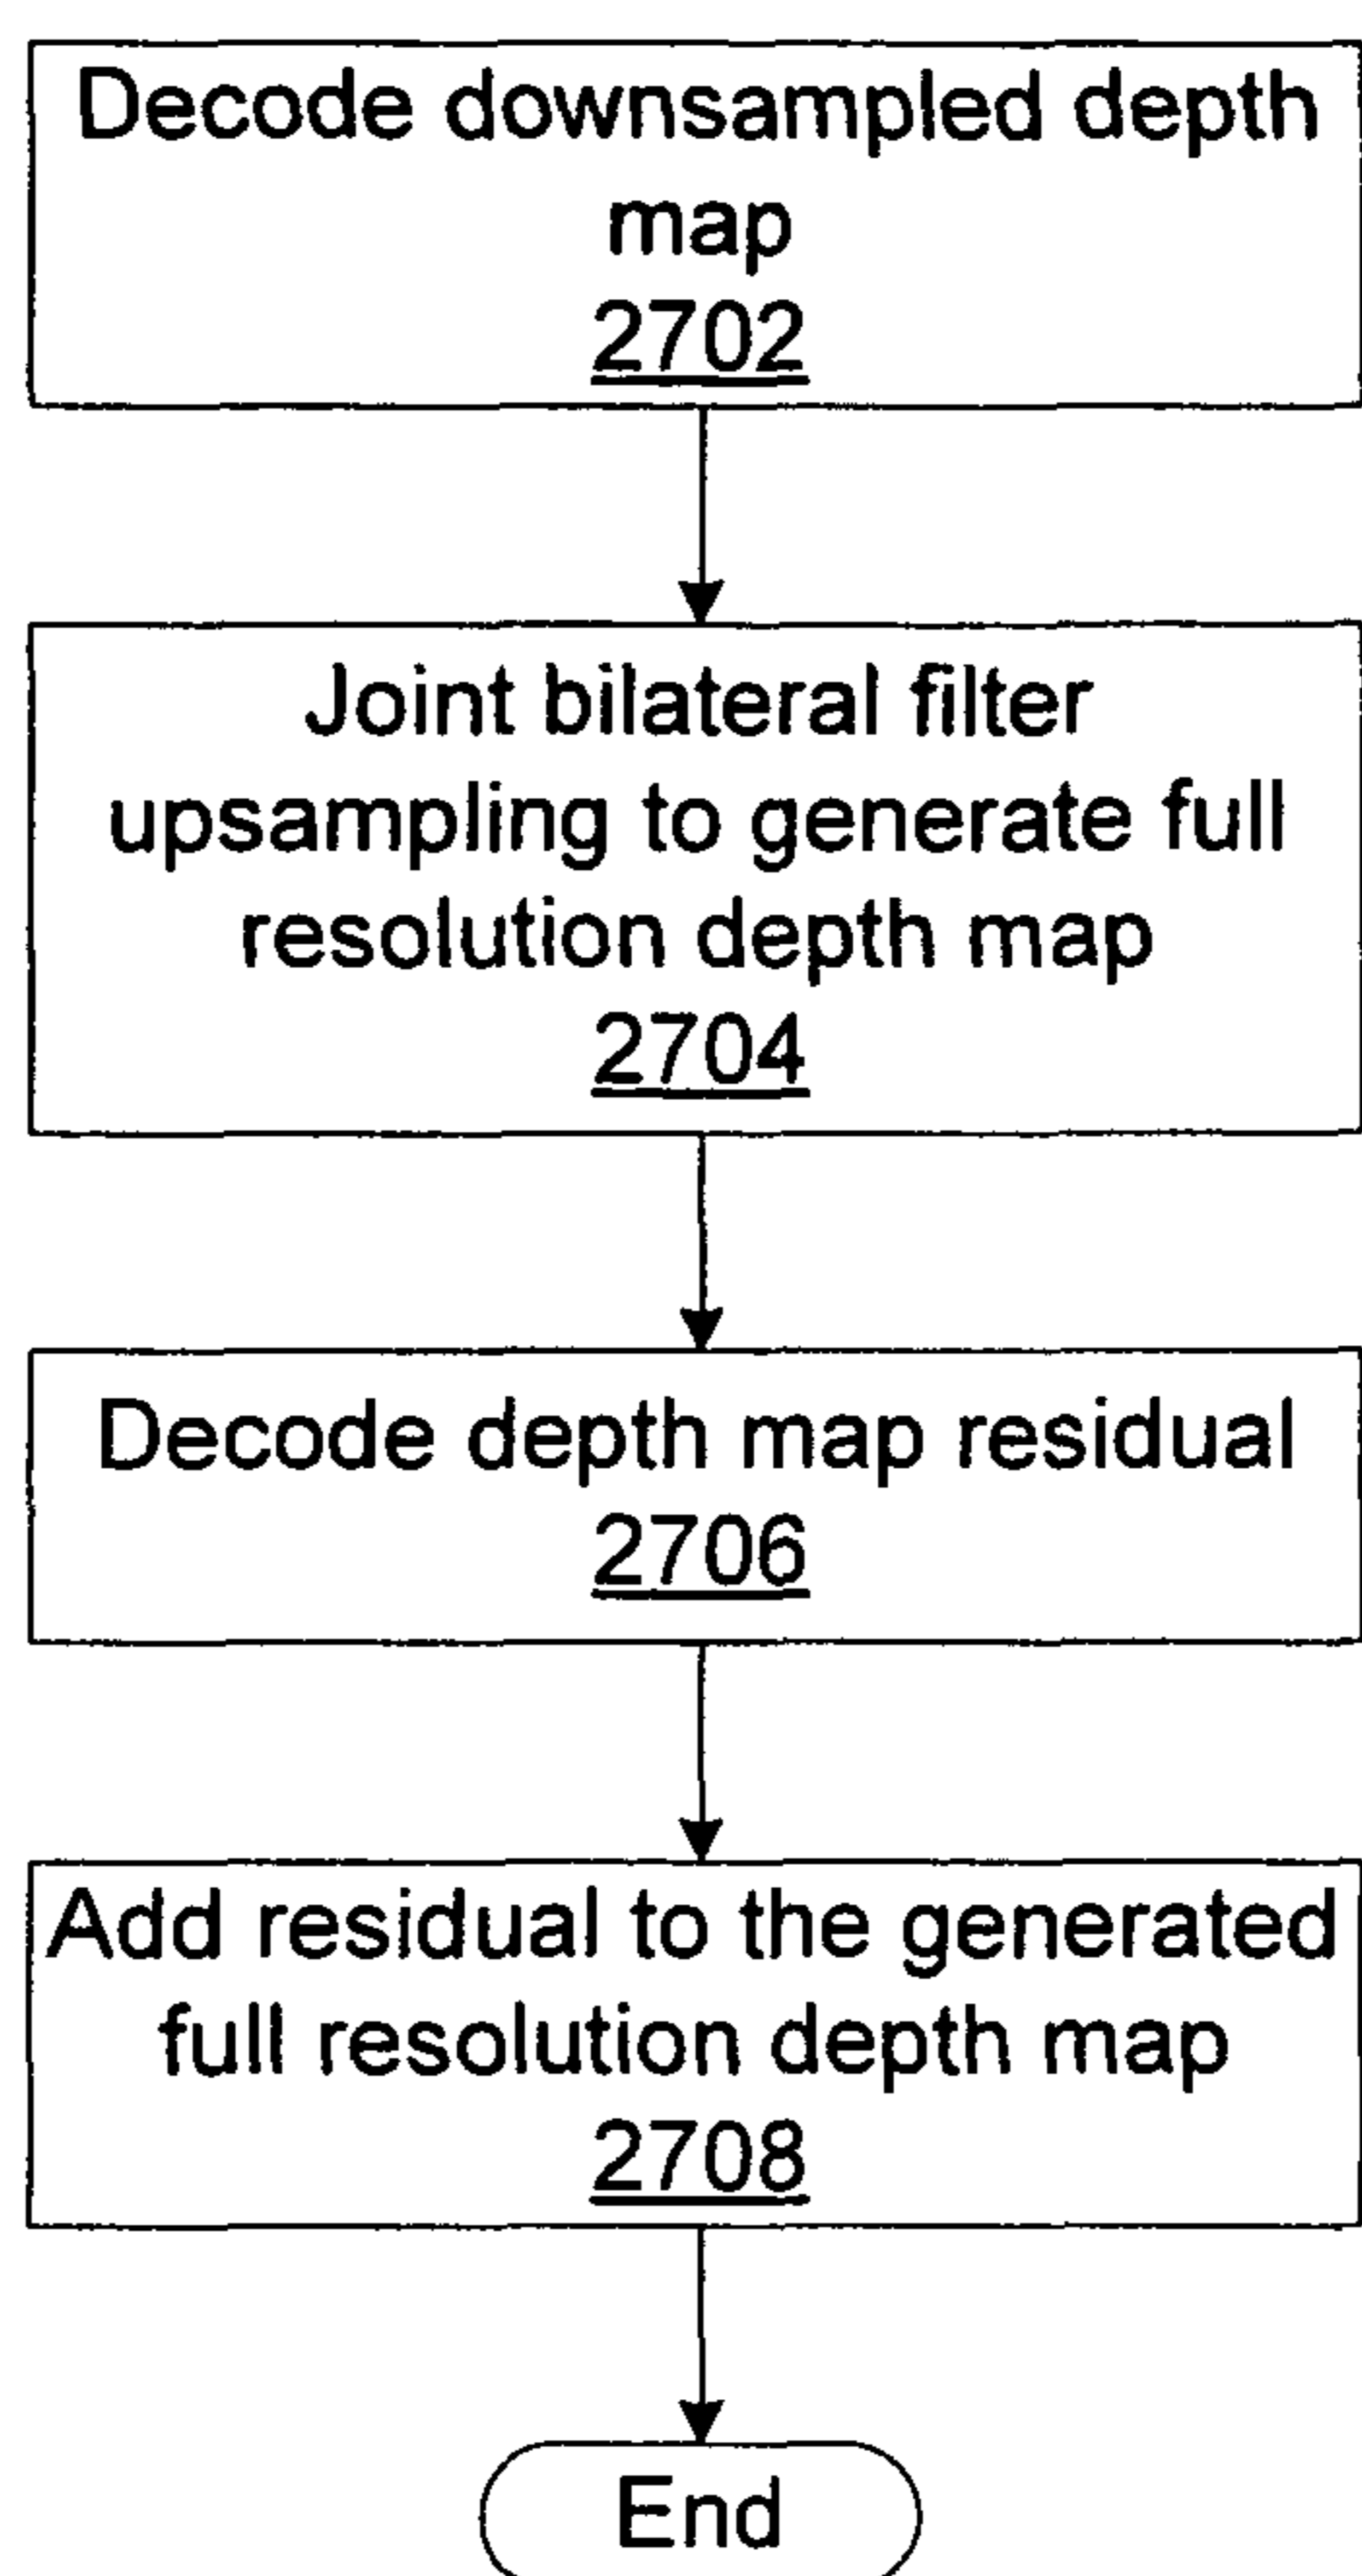 Decode downsampled depth
map
2702
Joint bilateral filter
upsampling to generate full
resolution depth map
2704
Decode depth map residual
2706
Add residual to the generated
full resolution depth map
2708
End